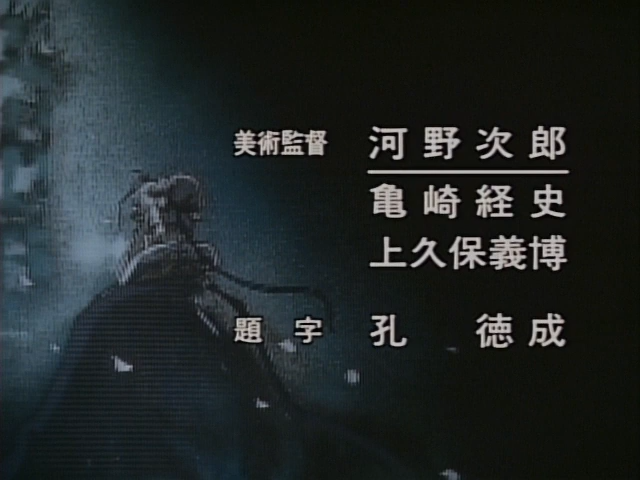 美術監督 河野次郎
亀崎経史
上久保義博
題字 孔徳成